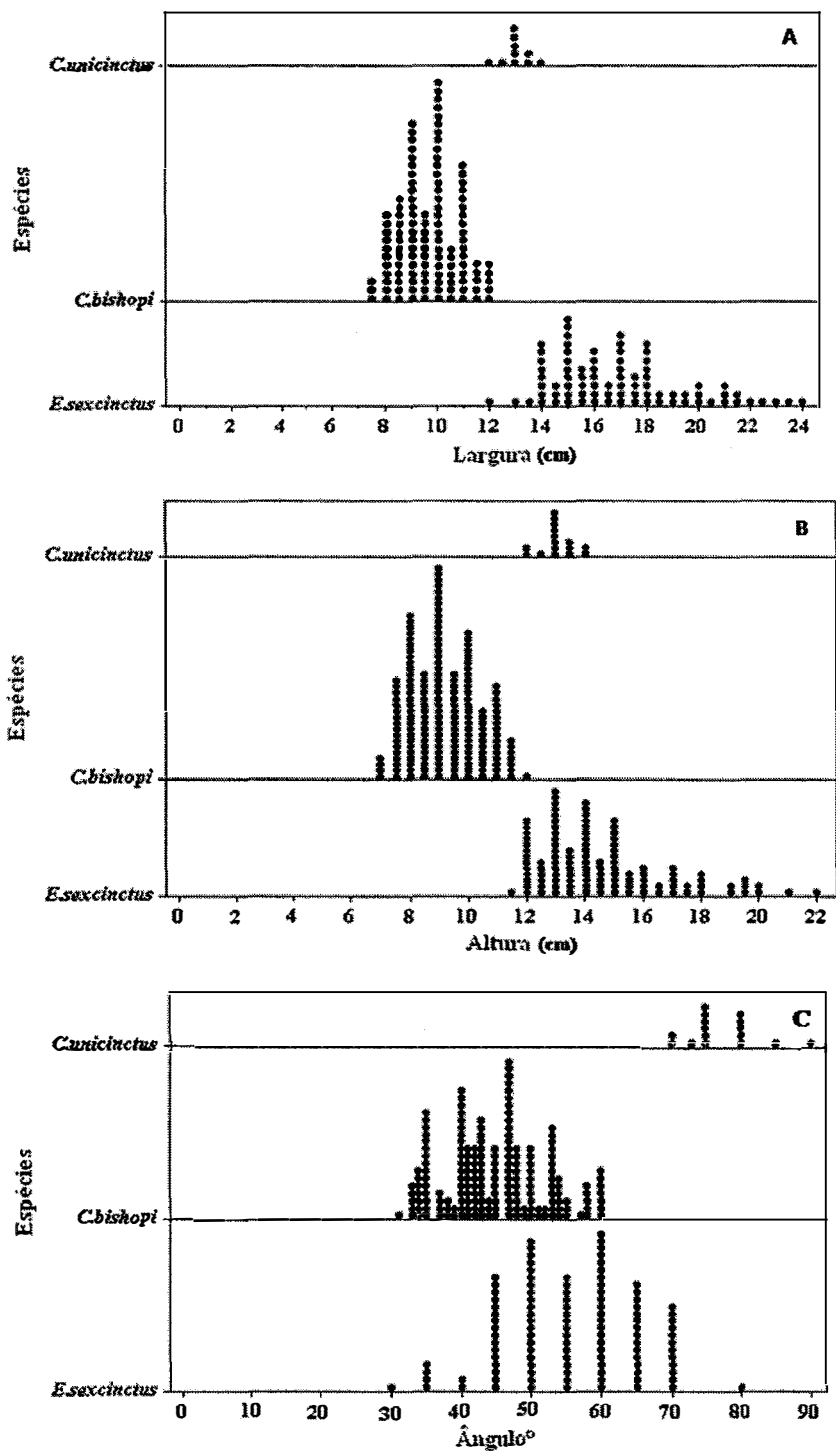 A
C.unicinctus
Espécies
C.bishopi
E.sexcinctus
0 2 4 6 8 10 12 14 16 18 20 22 24
Largura (cm)
B
C.unicinctus
Espécies
C.bishopi
E.sexcinctus
0 2 4 6 8 10 12 14 16 18 20 22
Altura (cm)
C
C.unicinctus
Espécies
C.bishopi
E.sexcinctus
0 10 20 30 40 50 60 70 80 90
Ângulo°